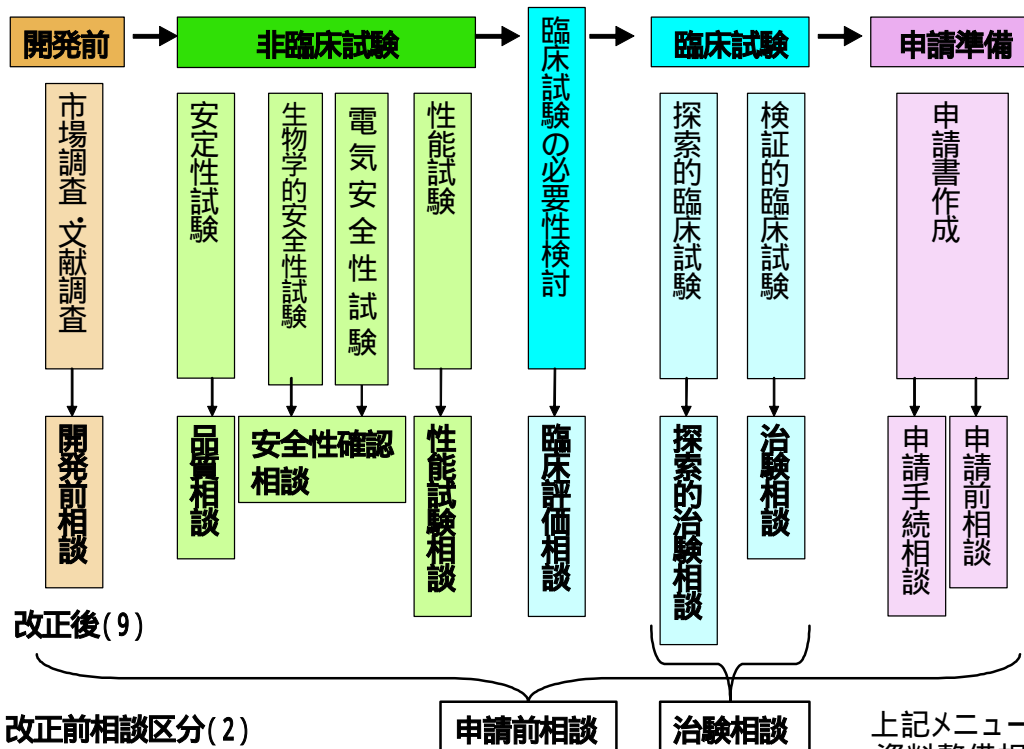 開発前
非臨床試験
臨床試験の必要性検討
臨床試験
申請準備
市場調査・文献調査
安定性試験
生物学的安全性試験
電気安全性試験
性能試験
探索的臨床試験
検証的臨床試験
申請書作成
開発前相談
品質相談
安全性確認
相談
性能試験相談
臨床評価相談
探索的治験相談
治験相談
申請手続相談
申請前相談
改正後(9)
改正前相談区分(2)
申請前相談
治験相談
上記メニュー